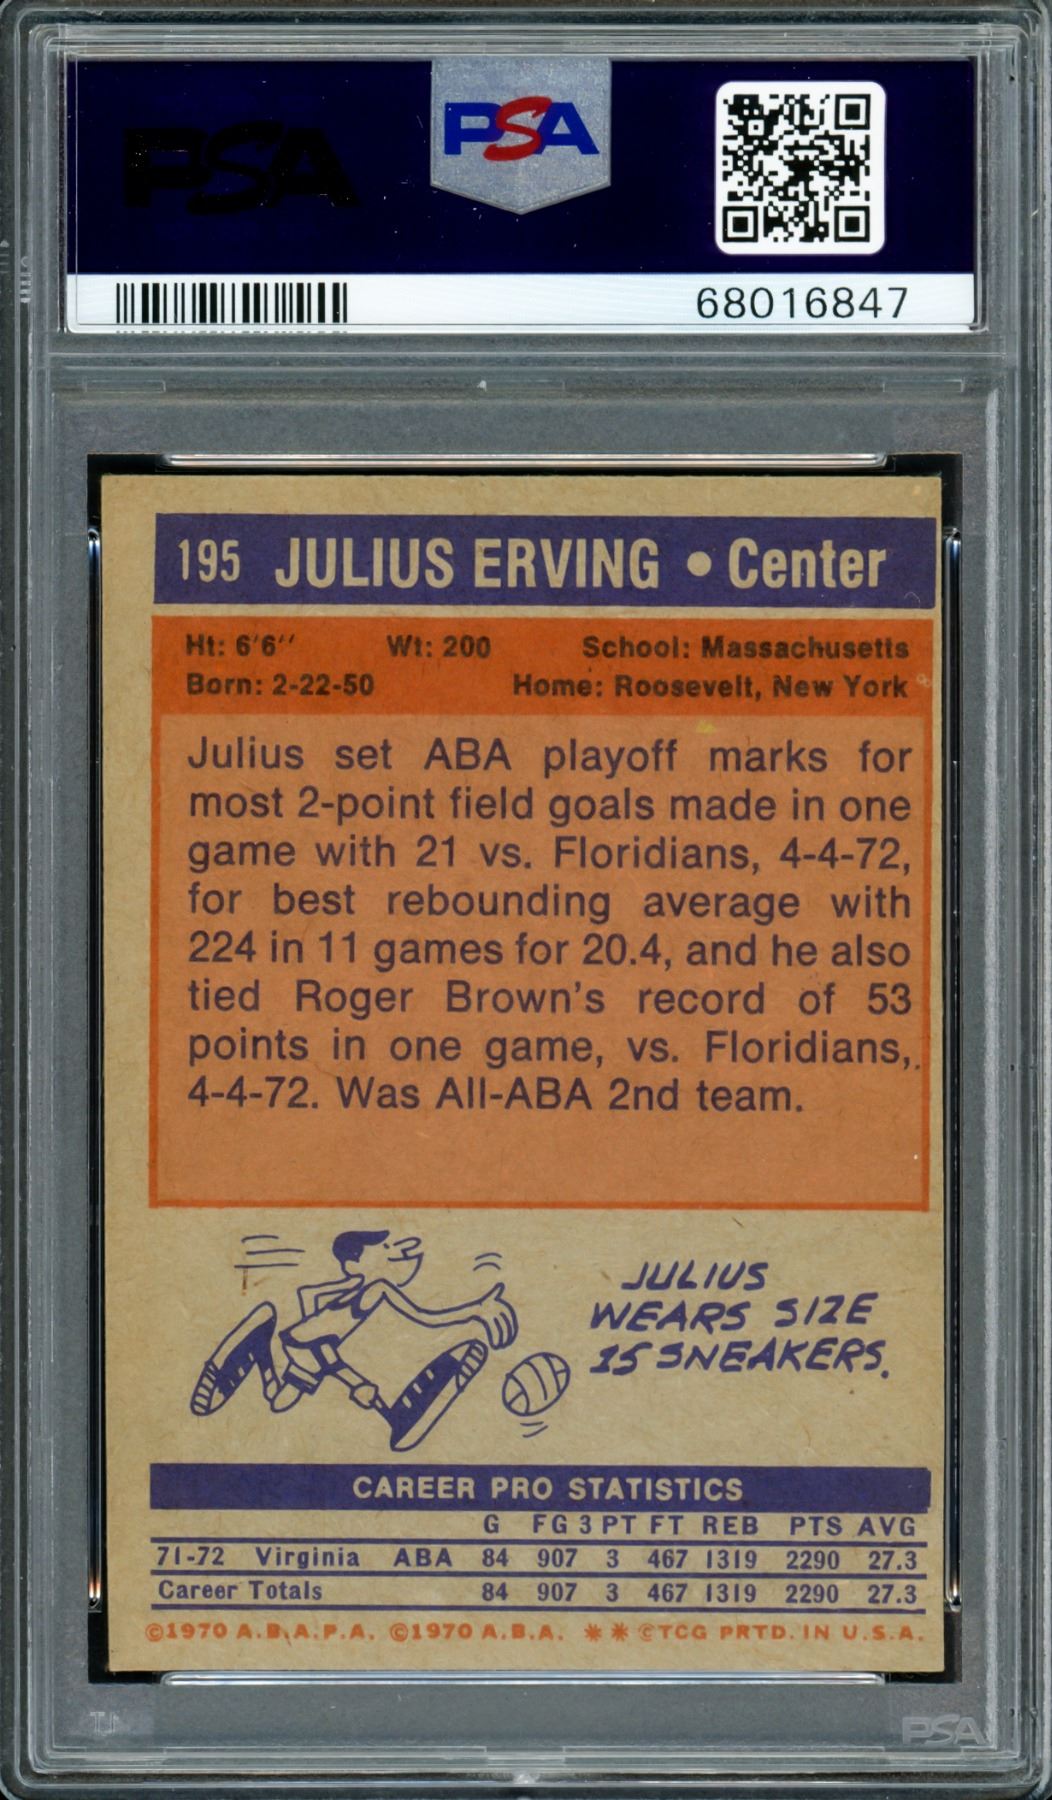 PSA
PSA
68016847
195 JULIUS ERVING • Center
Ht: 6'6'' Wt: 200 School: Massachusetts
Born: 2-22-50 Home: Roosevelt, New York
Julius set ABA playoff marks for
most 2-point field goals made in one
game with 21 vs. Floridians, 4-4-72,
for best rebounding average with
224 in 11 games for 20.4, and he also
tied Roger Brown's record of 53
points in one game, vs. Floridians,
4-4-72. Was All-ABA 2nd team.
JULIUS
WEARS SIZE
15 SNEAKERS.
CAREER PRO STATISTICS
G FG 3 PT FT REB PTS AVG
71-72 Virginia ABA 84 907 3 467 1319 2290 27.3
Career Totals 84 907 3 467 1319 2290 27.3
©1970 A.B.A.P.A. ©1970 A.B.A. ** ©TCG PRTD. IN U.S.A.
PSA